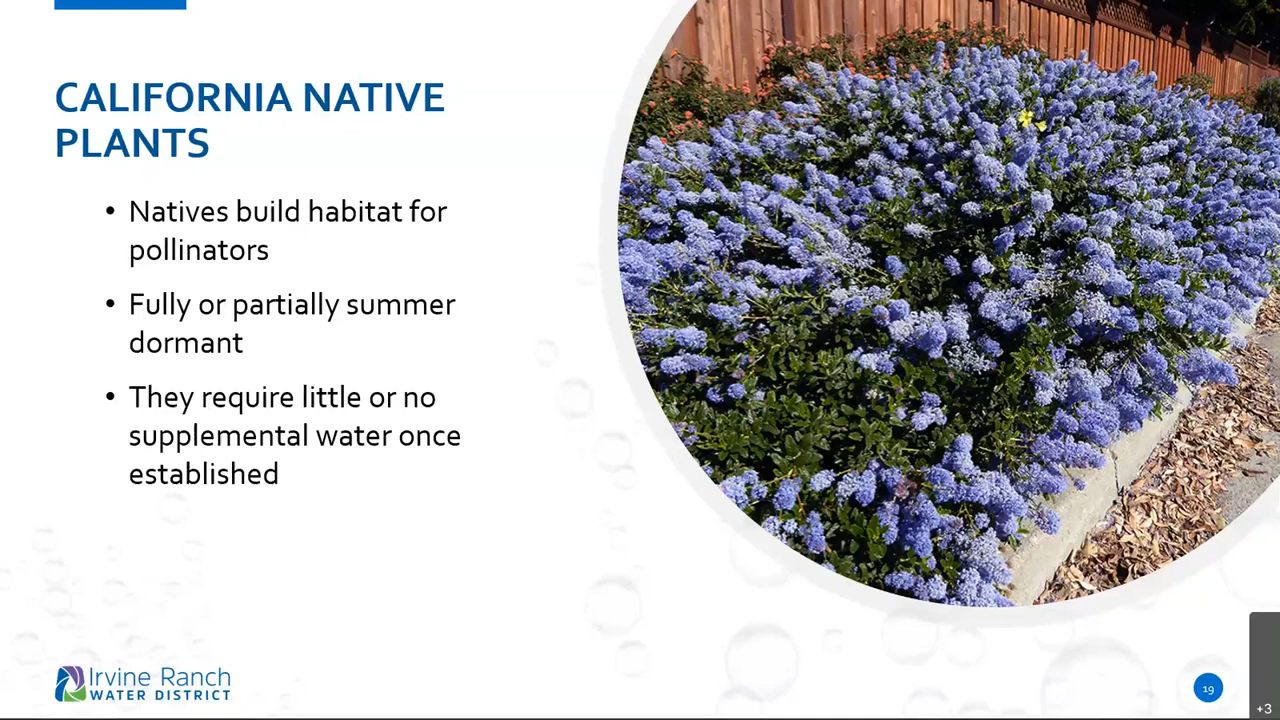 CALIFORNIA NATIVE
PLANTS
• Natives build habitat for
pollinators
• Fully or partially summer
dormant
• They require little or no
supplemental water once
established
Irvine Ranch
WATER DISTRICT
19
+3